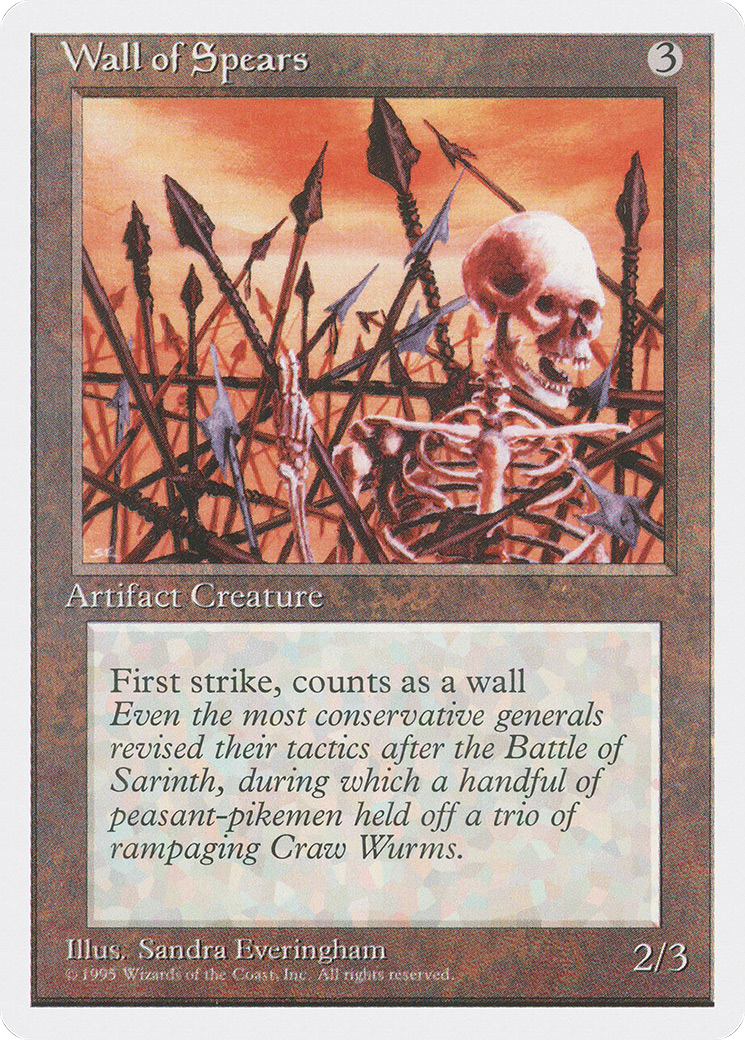 Wall of Spears
3
S.E.
Artifact Creature
First strike, counts as a wall
Even the most conservative generals
revised their tactics after the Battle of
Sarinth, during which a handful of
peasant-pikemen held off a trio of
rampaging Craw Wurms.
Illus. Sandra Everingham
2/3
© 1995 Wizards of the Coast, Inc. All rights reserved.